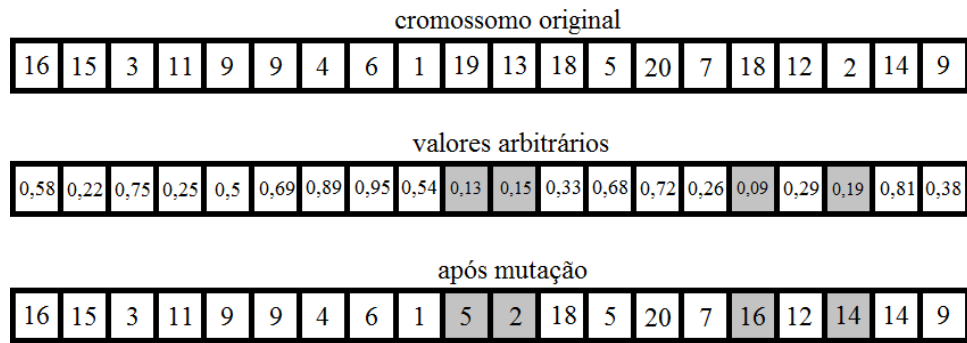 cromossomo original
16 15 3 11 9 9 4 6 1 19 13 18 5 20 7 18 12 2 14 9
valores arbitrários
0,58 0,22 0,75 0,25 0,5 0,69 0,89 0,95 0,54 0,13 0,15 0,33 0,68 0,72 0,26 0,09 0,29 0,19 0,81 0,38
após mutação
16 15 3 11 9 9 4 6 1 5 2 18 5 20 7 16 12 14 14 9